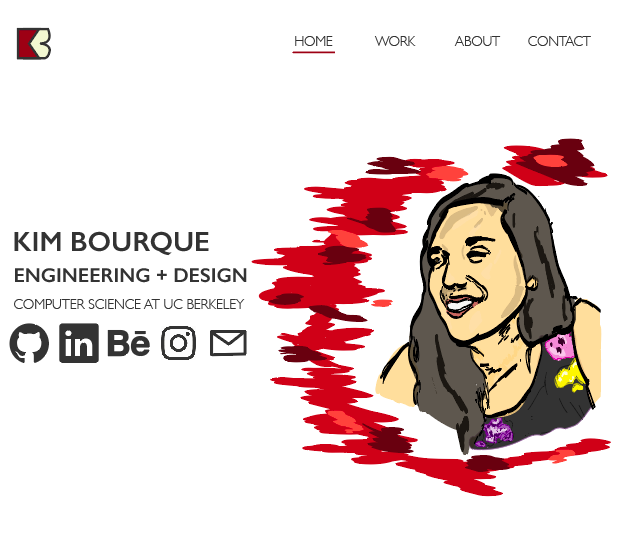 HOME WORK ABOUT CONTACT
KIM BOURQUE
ENGINEERING + DESIGN
COMPUTER SCIENCE AT UC BERKELEY
in Bē